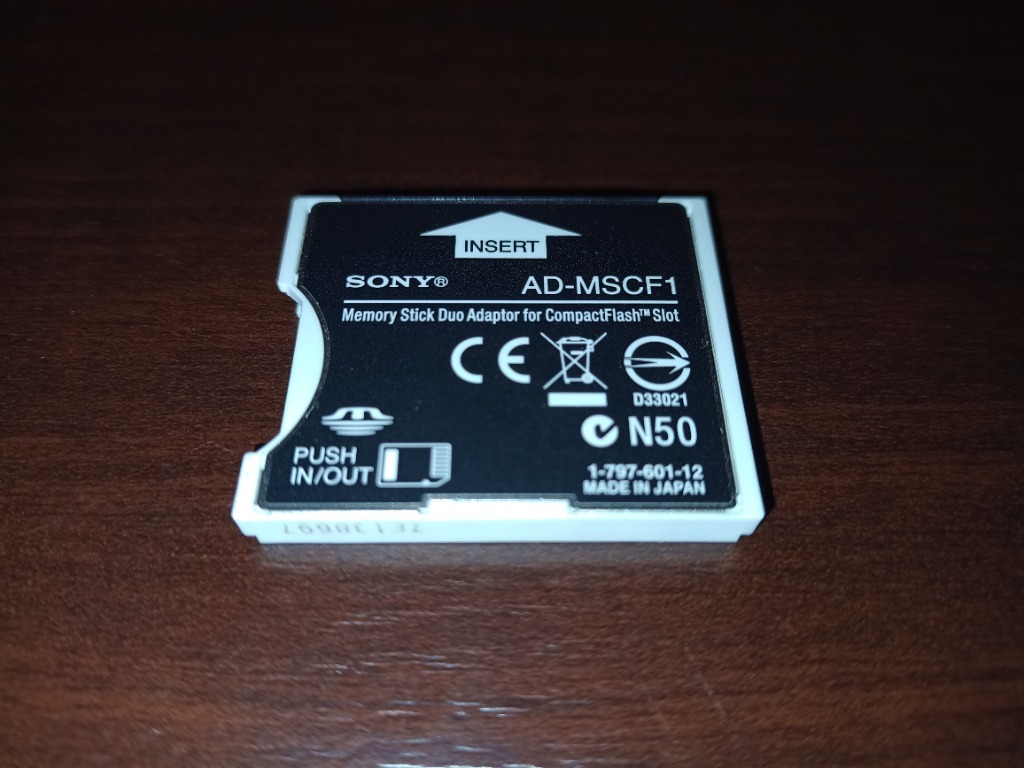 INSERT
SONY® AD-MSCF1
Memory Stick Duo Adaptor for CompactFlash™ Slot
CE
D33021
N50
PUSH
IN/OUT
1-797-601-12
MADE IN JAPAN